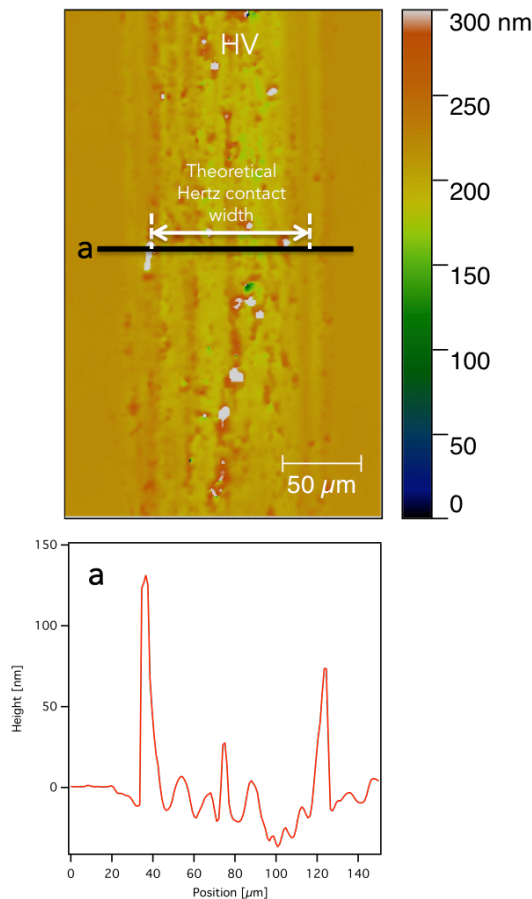 HV
Theoretical
Hertz contact
width
a
50 µm
300 nm
250
200
150
100
50
0
a
150
100
50
0
Height [nm]
0
20
40
60
80
100
120
140
Position [µm]